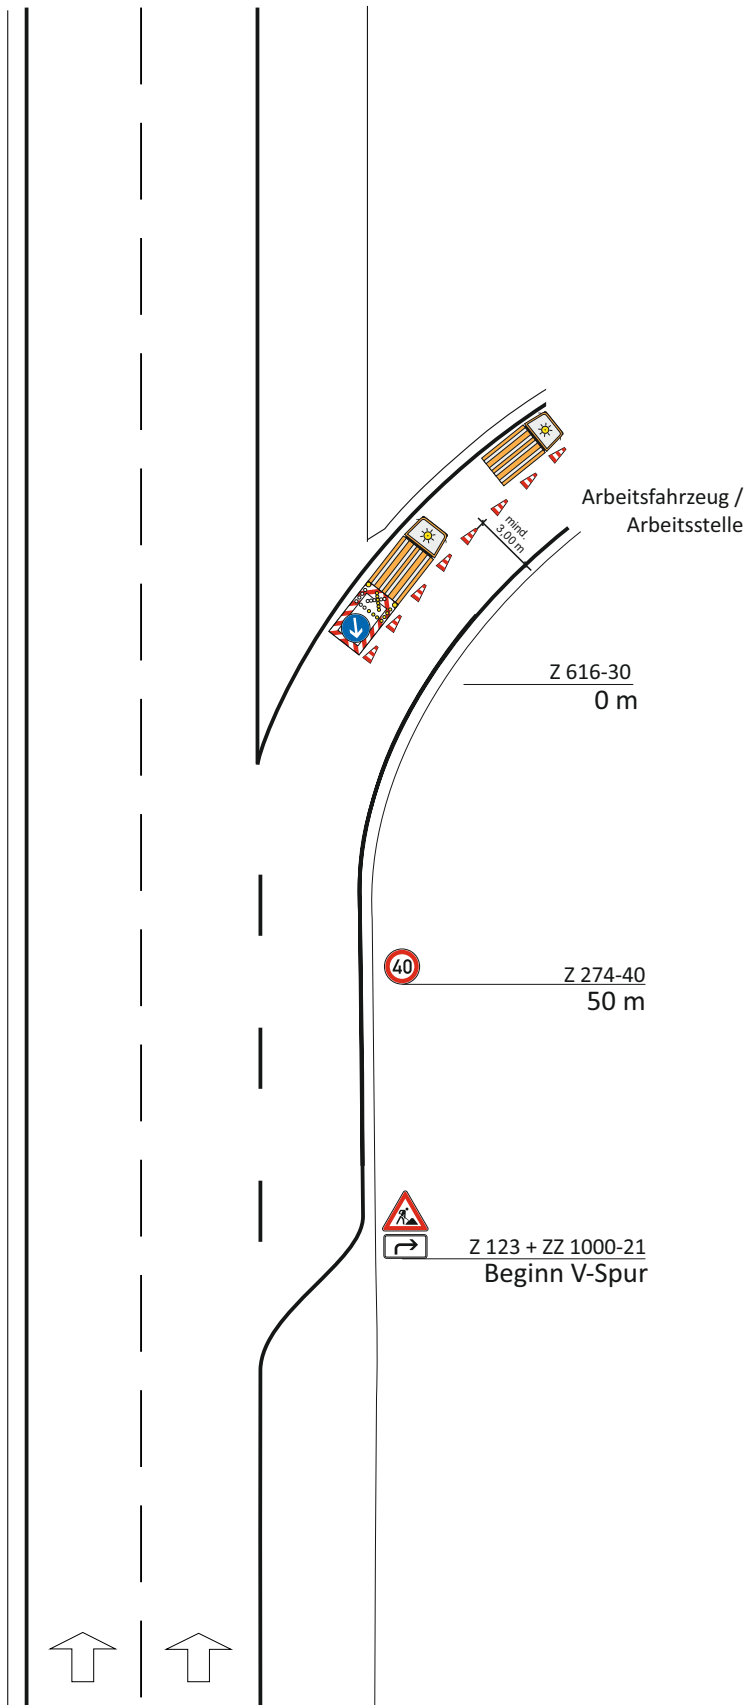 Arbeitsfahrzeug /
Arbeitsstelle
mind.
3,00 m
Z 616-30
0 m
40
Z 274-40
50 m
Z 123 + ZZ 1000-21
Beginn V-Spur